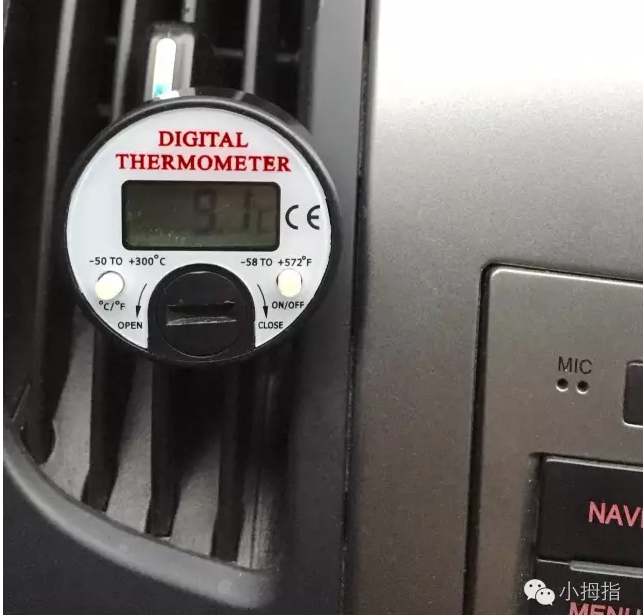 DIGITAL
THERMOMETER
9.1c
CE
-50 TO +300°C
-58 TO +572°F
°C/°F
ON/OFF
OPEN
CLOSE
MIC
NAVI
MENU
小拇指